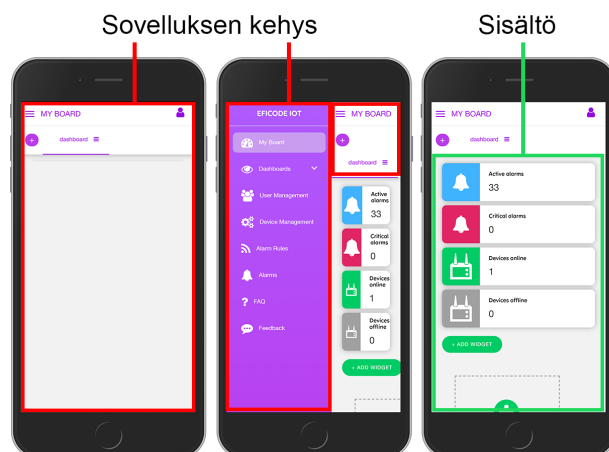 Sovelluksen kehys
Sisältö
MY BOARD
+
dashboard
EFICODE IOT
My Board
Dashboards
User Management
Device Management
Alarm Rules
Alarms
? FAQ
Feedback
MY BOARD
+
dashboard
Active
alarms
33
Critical
alarms
0
Devices
online
1
Devices
offline
0
+ ADD WIDGET
MY BOARD
+
dashboard
Active alarms
33
Critical alarms
0
Devices online
1
Devices offline
0
+ ADD WIDGET